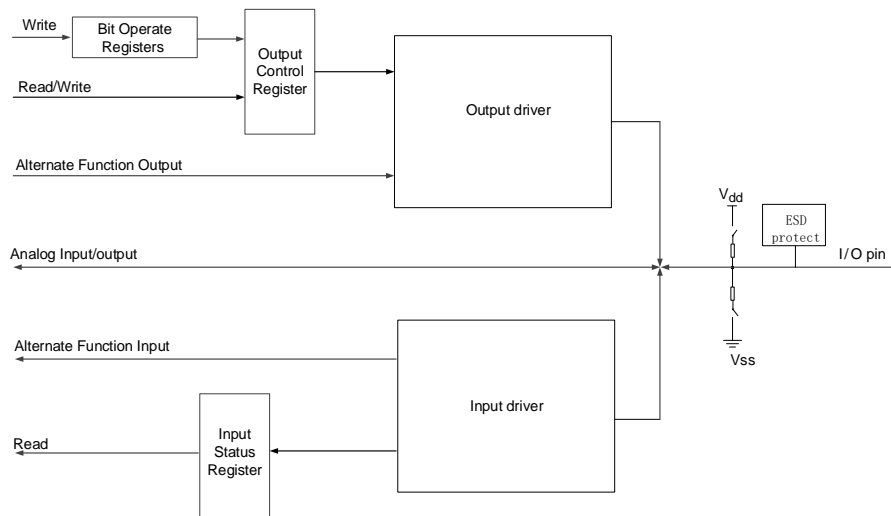 Write
Bit Operate
Registers
Output
Control
Register
Read/Write
Output driver
Alternate Function Output
Vdd
ESD
protect
Analog Input/output
I/O pin
Alternate Function Input
Vss
Input driver
Read
Input
Status
Register